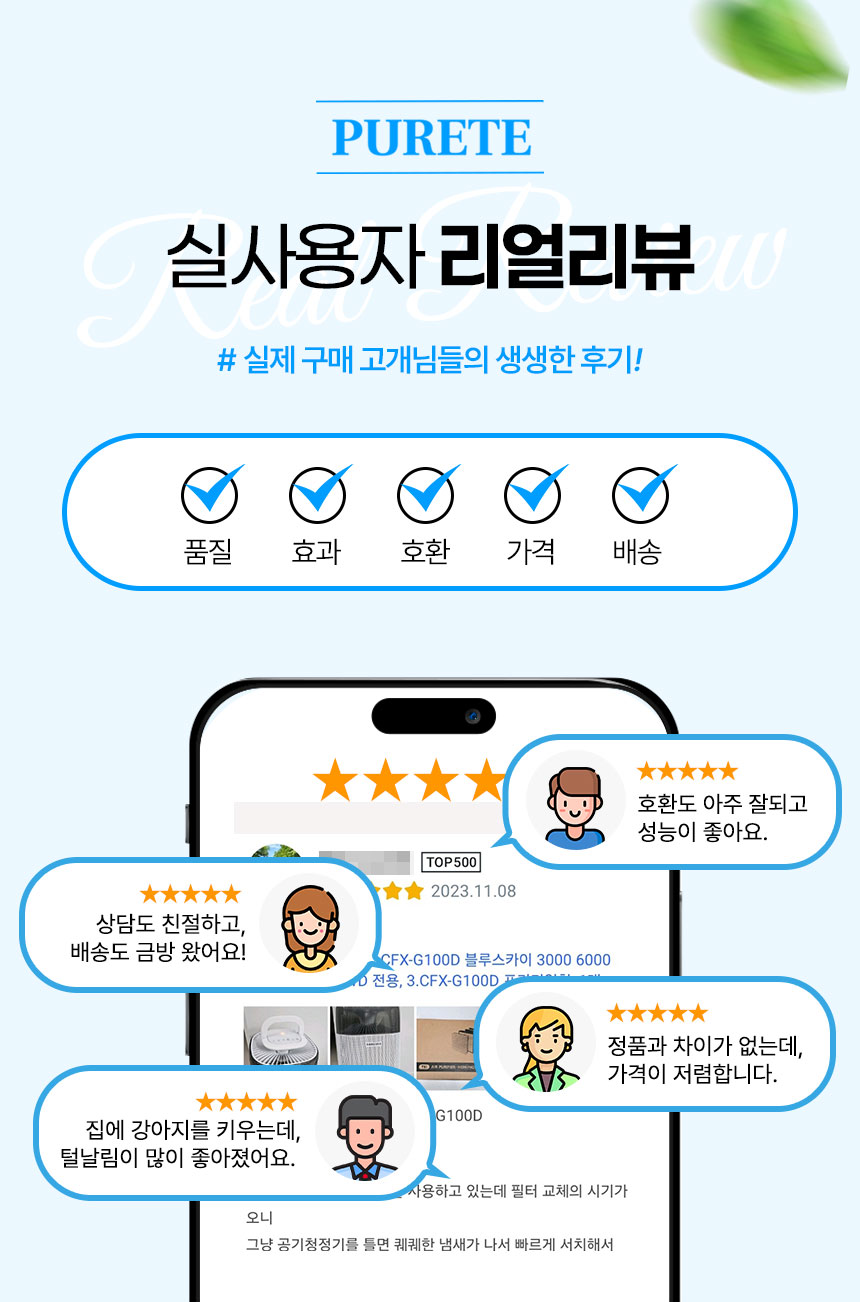 PURETE
Real Review
실사용자 리얼리뷰
# 실제 구매 고개님들의 생생한 후기!
품질 효과 호환 가격 배송
호환도 아주 잘되고
성능이 좋아요.
TOP500
2023.11.08
상담도 친절하고,
배송도 금방 왔어요!
CFX-G100D 블루스카이 3000 6000
D 전용, 3.CFX-G100D
정품과 차이가 없는데,
가격이 저렴합니다.
G100D
집에 강아지를 키우는데,
털날림이 많이 좋아졌어요.
사용하고 있는데 필터 교체의 시기가
오니
그냥 공기청정기를 틀면 퀘퀘한 냄새가 나서 빠르게 서치해서